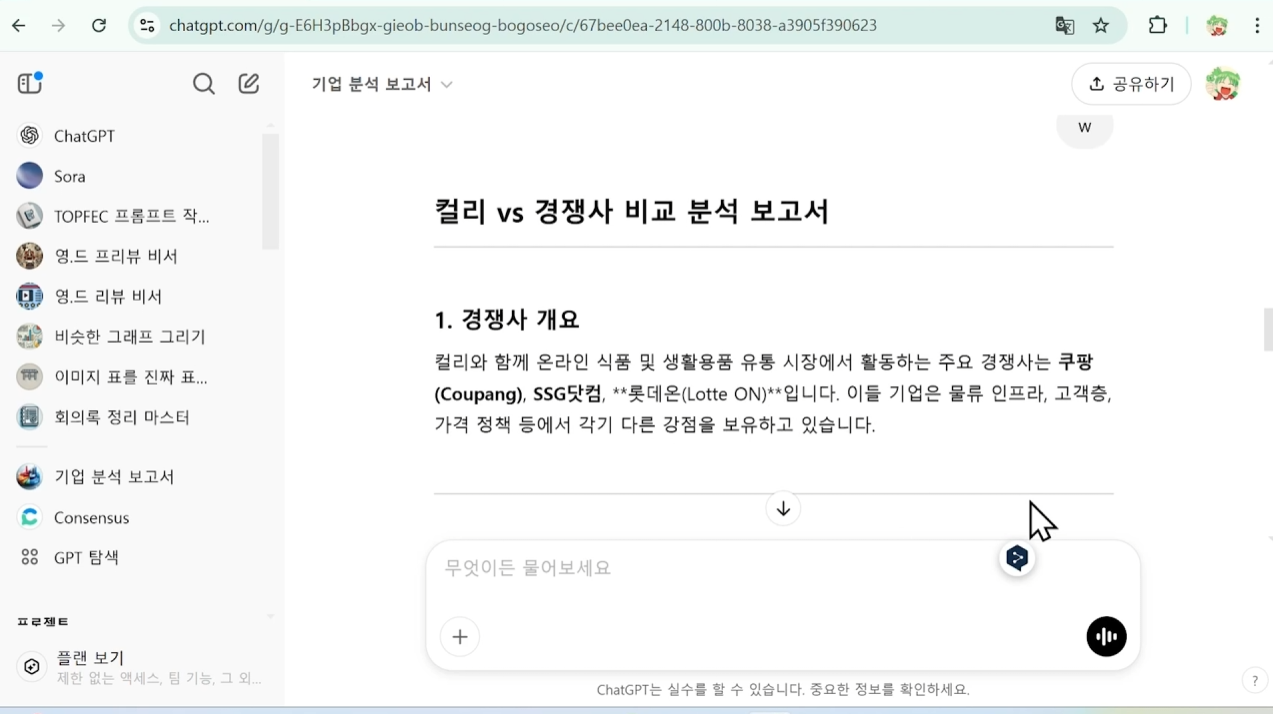 chatgpt.com/g/g-E6H3pBbgx-gieob-bunseog-bogoseo/c/67bee0ea-2148-800b-8038-a3905f390623
기업 분석 보고서
공유하기
ChatGPT
Sora
TOPFEC 프롬프트 작...
영.드 프리뷰 비서
영.드 리뷰 비서
비슷한 그래프 그리기
이미지 표를 진짜 표...
회의록 정리 마스터
기업 분석 보고서
Consensus
GPT 탐색
프로젝트
플랜 보기
제한 없는 액세스, 팀 기능, 그 외...
w
컬리 vs 경쟁사 비교 분석 보고서
1. 경쟁사 개요
컬리와 함께 온라인 식품 및 생활용품 유통 시장에서 활동하는 주요 경쟁사는 쿠팡
(Coupang), SSG닷컴, **롯데온(Lotte ON)**입니다. 이들 기업은 물류 인프라, 고객층,
가격 정책 등에서 각기 다른 강점을 보유하고 있습니다.
무엇이든 물어보세요
ChatGPT는 실수를 할 수 있습니다. 중요한 정보를 확인하세요.
?